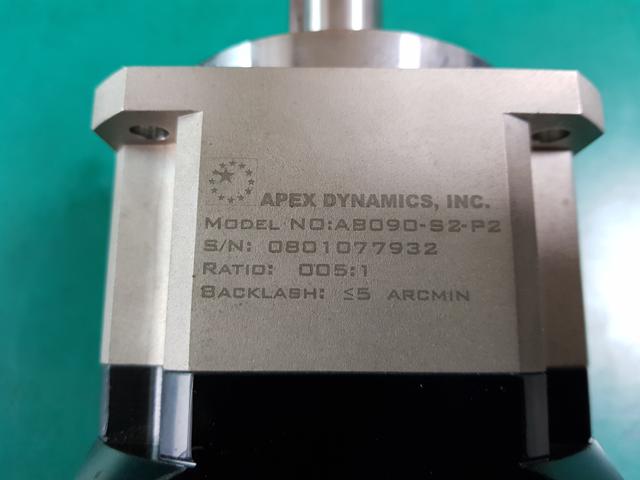 APEX DYNAMICS, INC.
MODEL NO:AB090-S2-P2
S/N: 0801077932
RATIO: 005:1
BACKLASH: ≤5 ARCMIN